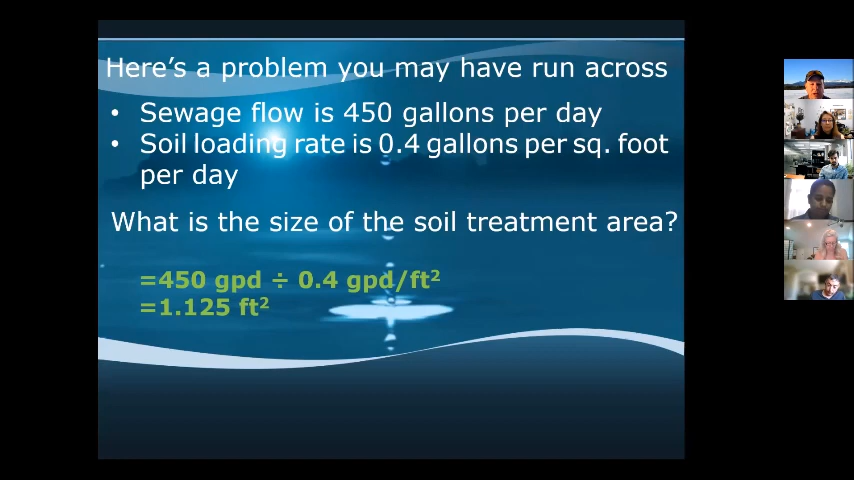 Here's a problem you may have run across
• Sewage flow is 450 gallons per day
• Soil loading rate is 0.4 gallons per sq. foot
per day
What is the size of the soil treatment area?
=450 gpd ÷ 0.4 gpd/ft²
=1.125 ft²